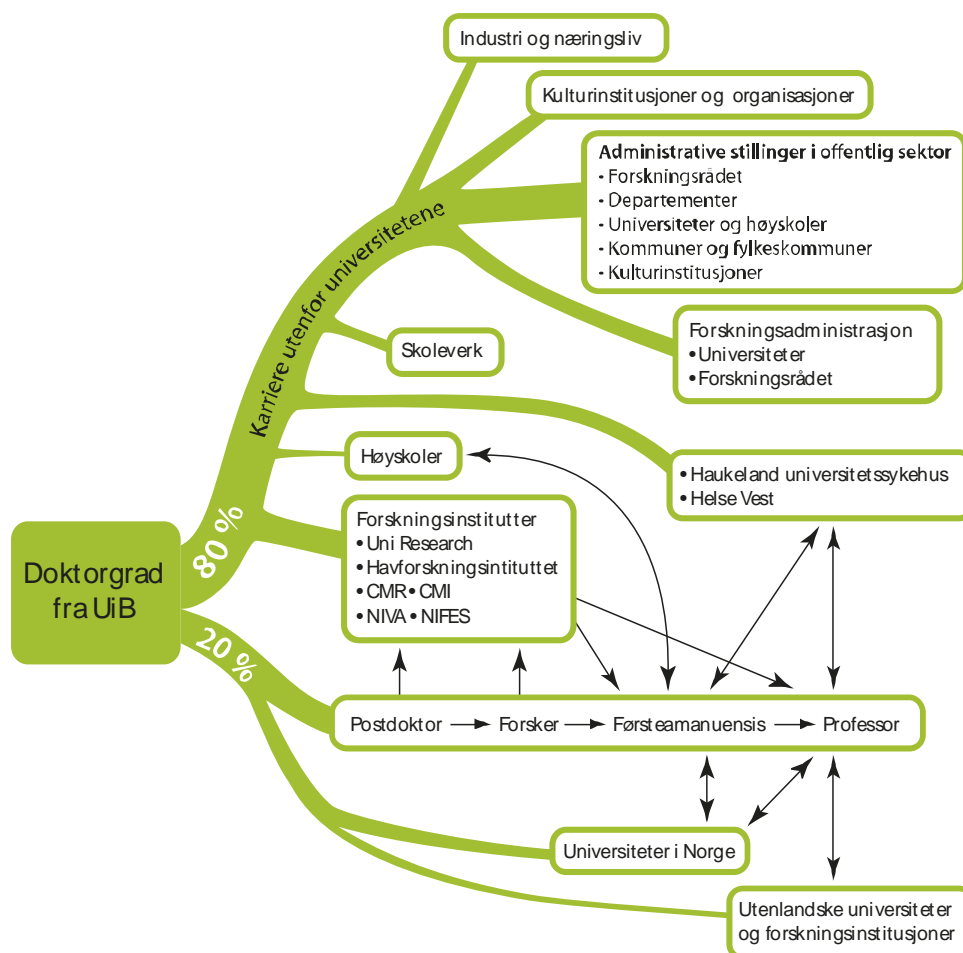 Industri og næringsliv
Kulturinstitusjoner og organisasjoner
Administrative stillinger i offentlig sektor
- Forskningsrådet
- Departementer
- Universiteter og høyskoler
- Kommuner og fylkeskommuner
- Kulturinstitusjoner
Karriere utenfor universitetene
Forskningsadministrasjon
• Universiteter
• Forskningsrådet
Skoleverk
Høyskoler
• Haukeland universitetssykehus
• Helse Vest
80 %
Forskningsinstitutter
• Uni Research
• Havforskningsintituttet
• CMR • CMI
• NIVA • NIFES
Doktorgrad
fra UiB
20 %
Postdoktor Forsker Førsteamanuensis Professor
Universiteter i Norge
Utenlandske universiteter
og forskningsinstitusjoner